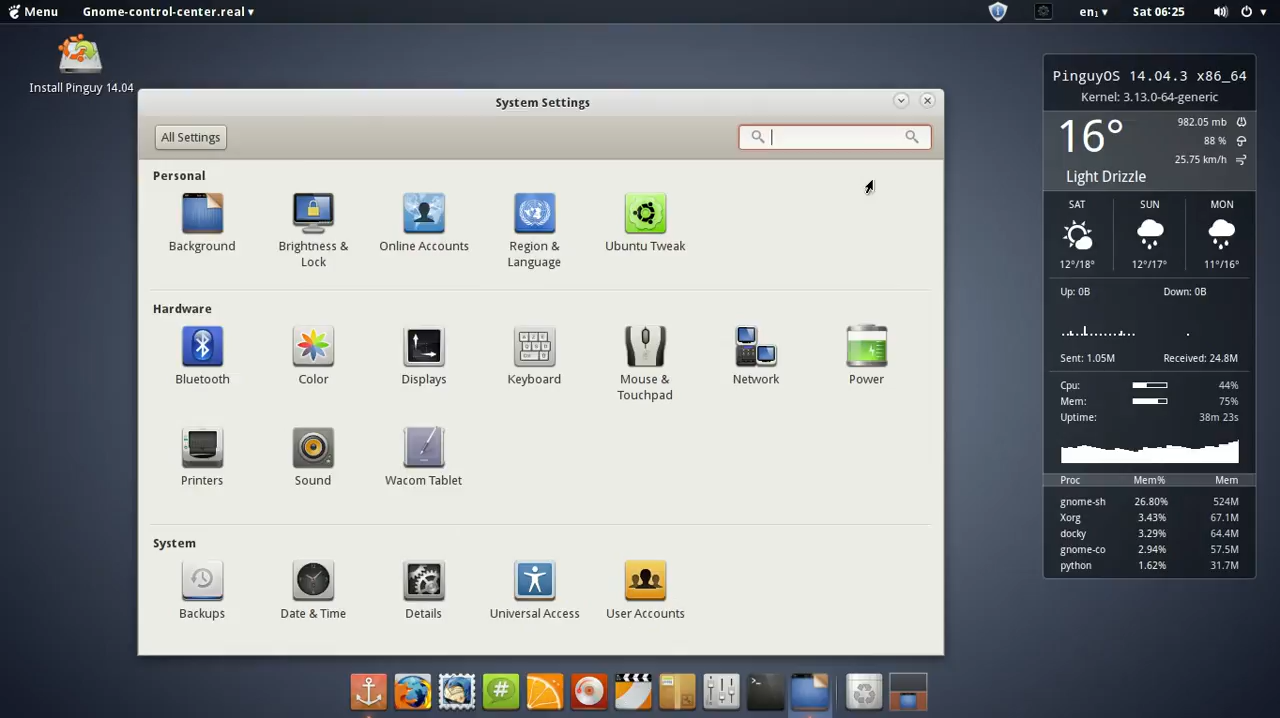 Menu
Gnome-control-center.real ▾
en₁ ▾
Sat 06:25
Install Pinguy 14.04
System Settings
All Settings
Personal
Background
Brightness &
Lock
Online Accounts
Region &
Language
Ubuntu Tweak
Hardware
Bluetooth
Color
Displays
Keyboard
Mouse &
Touchpad
Network
Power
Printers
Sound
Wacom Tablet
System
Backups
Date & Time
Details
Universal Access
User Accounts
PinguyOS 14.04.3 x86_64
Kernel: 3.13.0-64-generic
16°
982.05 mb
88 %
25.75 km/h
Light Drizzle
SAT SUN MON
12°/18° 12°/17° 11°/16°
Up: 0B Down: 0B
Sent: 1.05M Received: 24.8M
Cpu: 44%
Mem: 75%
Uptime: 38m 23s
Proc Mem% Mem
gnome-sh 26.80% 524M
Xorg 3.43% 67.1M
docky 3.29% 64.4M
gnome-co 2.94% 57.5M
python 1.62% 31.7M
#
>_